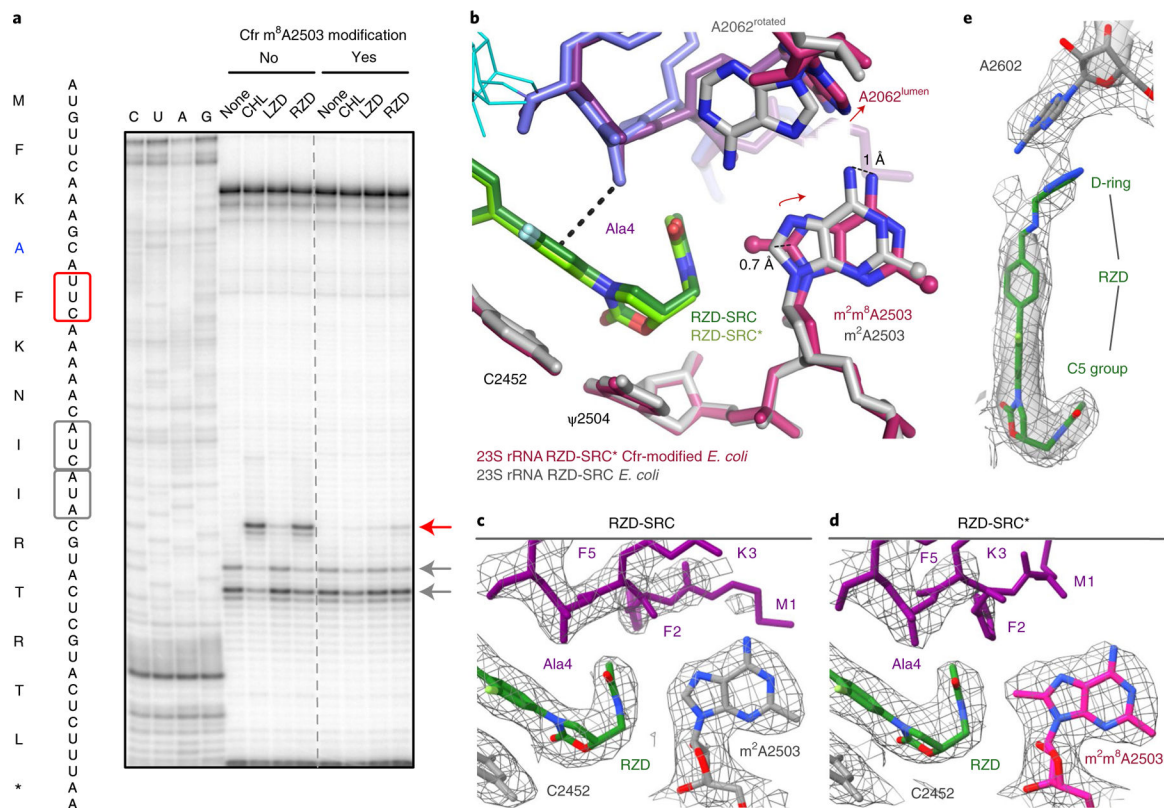 a
Cfr m⁸A2503 modification
No Yes
None CHL LZD RZD None CHL LZD RZD
C U A G
M F K A F K N I I R T R T L *
AUGUUCAAAGCAUUCAAAAACAUCAUACGUACUCGUACUCUUUAA
b
A2062rotated
A2062lumen
1 Å
Ala4
0.7 Å
RZD-SRC
RZD-SRC*
m²m⁸A2503
m²A2503
C2452
ψ2504
23S rRNA RZD-SRC* Cfr-modified E. coli
23S rRNA RZD-SRC E. coli
c
RZD-SRC
F5
K3
M1
F2
Ala4
RZD
m²A2503
C2452
d
RZD-SRC*
F5
K3
M1
F2
Ala4
RZD
m²m⁸A2503
C2452
e
A2602
D-ring
RZD
C5 group